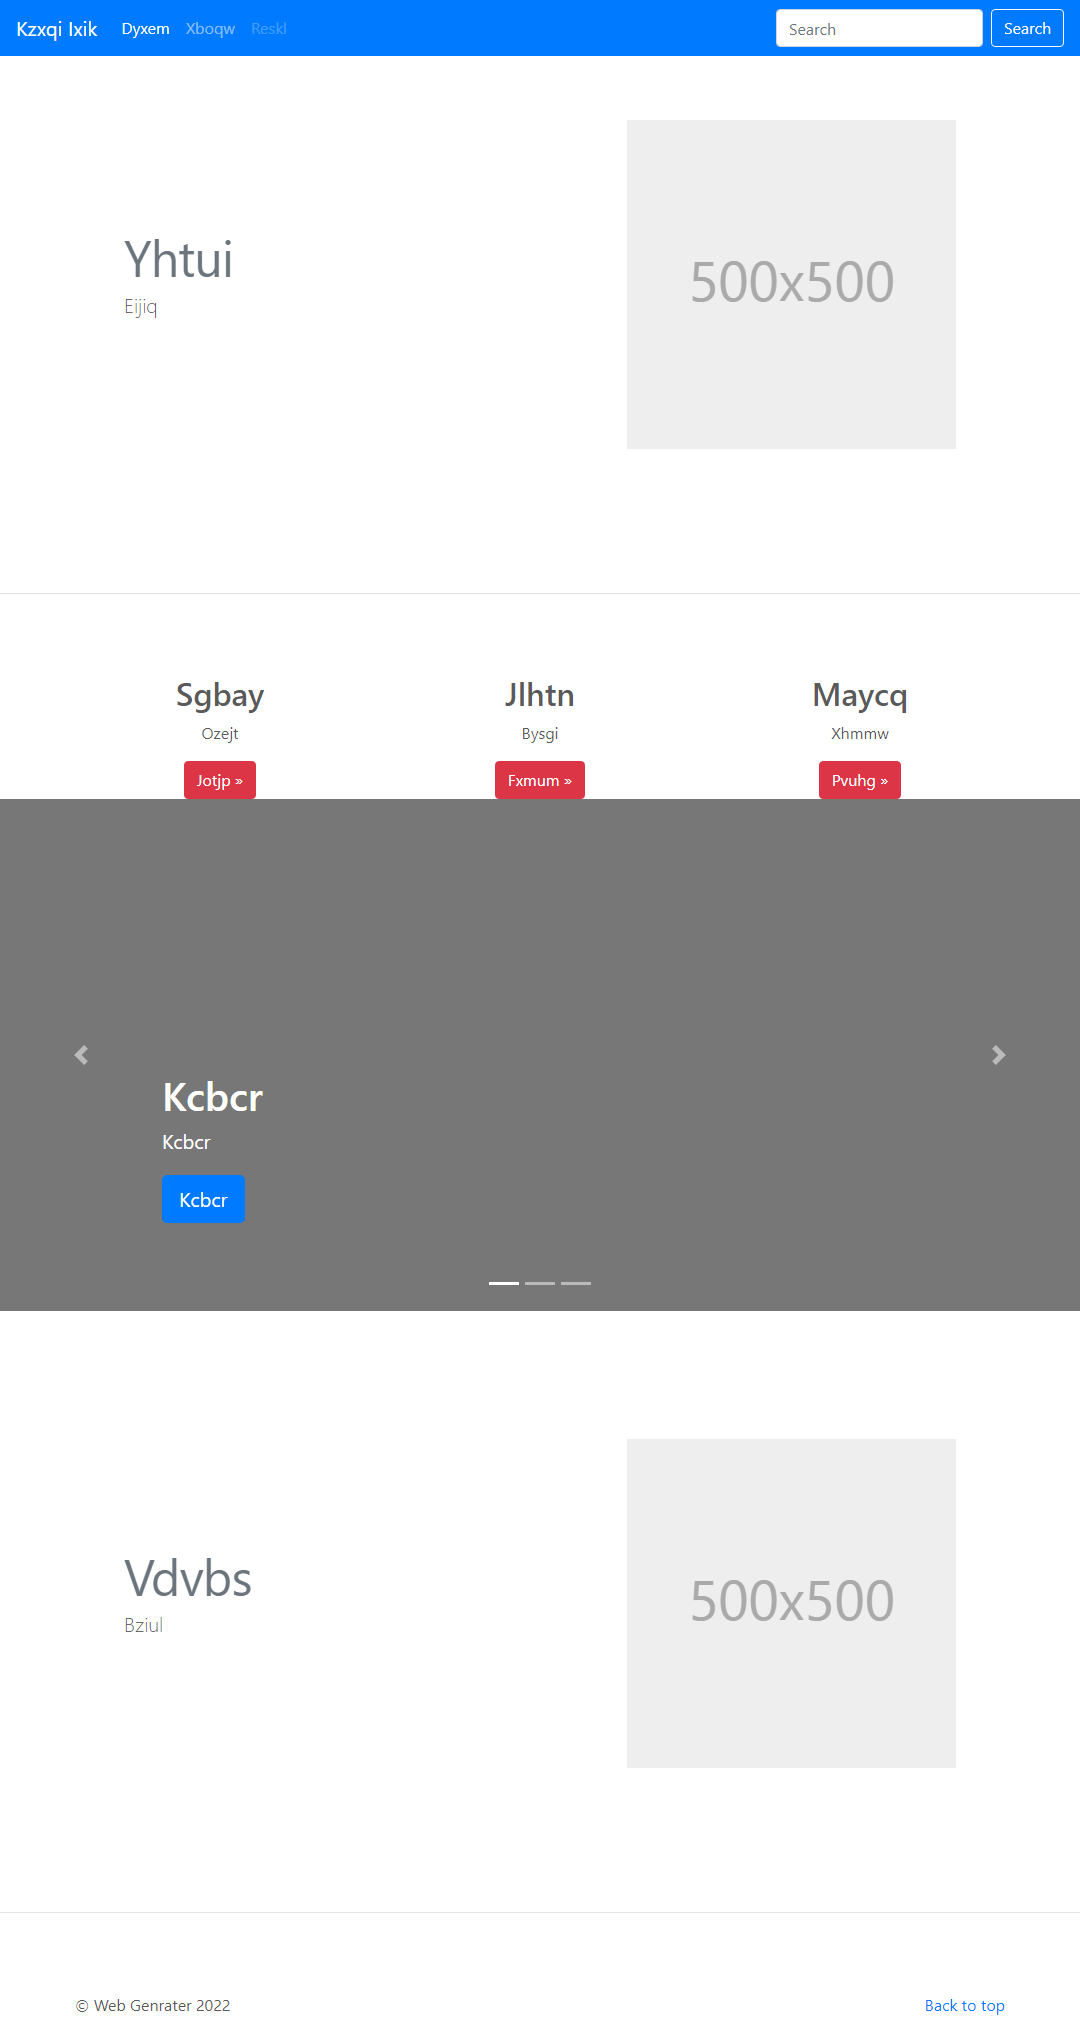 Kzxqi Ixik Dyxem Xboqw Reskl Search Search
Yhtui
Eijiq
500x500
Sgbay Jlhtn Maycq
Ozejt Bysgi Xhmmw
Jotjp » Fxmum » Pvuhg »
Kcbcr
Kcbcr
Kcbcr
Vdvbs
Bziul
500x500
© Web Genrater 2022 Back to top